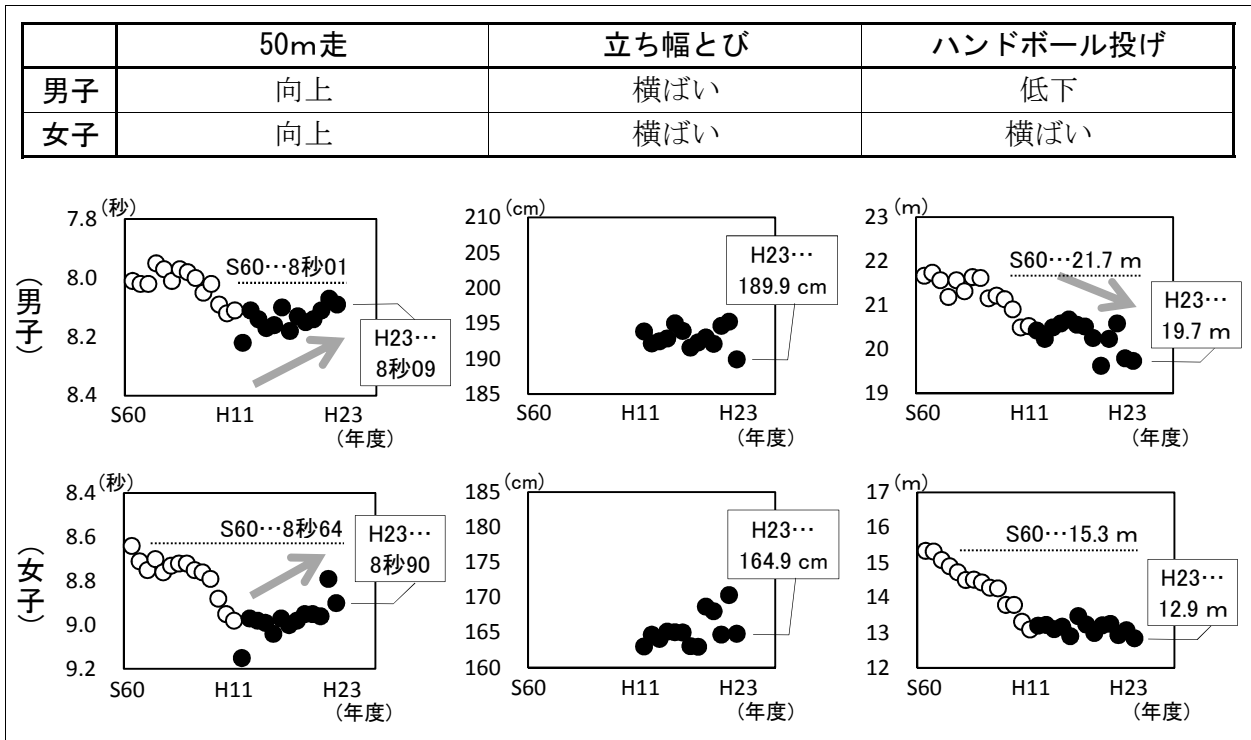 50m走 立ち幅とび ハンドボール投げ
男子 向上 横ばい 低下
女子 向上 横ばい 横ばい
(男子)
(秒)
7.8
8.0
8.2
8.4
S60…8秒01
H23…
8秒09
S60 H11 H23
(年度)
(cm)
210
205
200
195
190
185
H23…
189.9 cm
S60 H11 H23
(年度)
(m)
23
22
21
20
19
S60…21.7 m
H23…
19.7 m
S60 H11 H23
(年度)
(女子)
(秒)
8.4
8.6
8.8
9.0
9.2
S60…8秒64
H23…
8秒90
S60 H11 H23
(年度)
(cm)
185
180
175
170
165
160
H23…
164.9 cm
S60 H11 H23
(年度)
(m)
17
16
15
14
13
12
S60…15.3 m
H23…
12.9 m
S60 H11 H23
(年度)